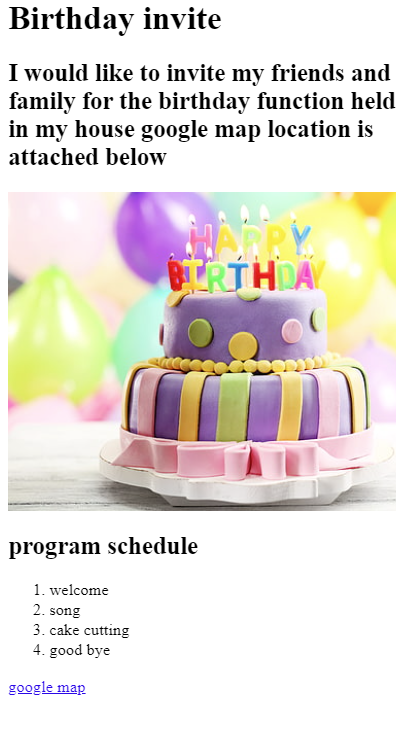 Birthday invite
I would like to invite my friends and
family for the birthday function held
in my house google map location is
attached below
HAPPY
BIRTHDAY
program schedule
1. welcome
2. song
3. cake cutting
4. good bye
google map